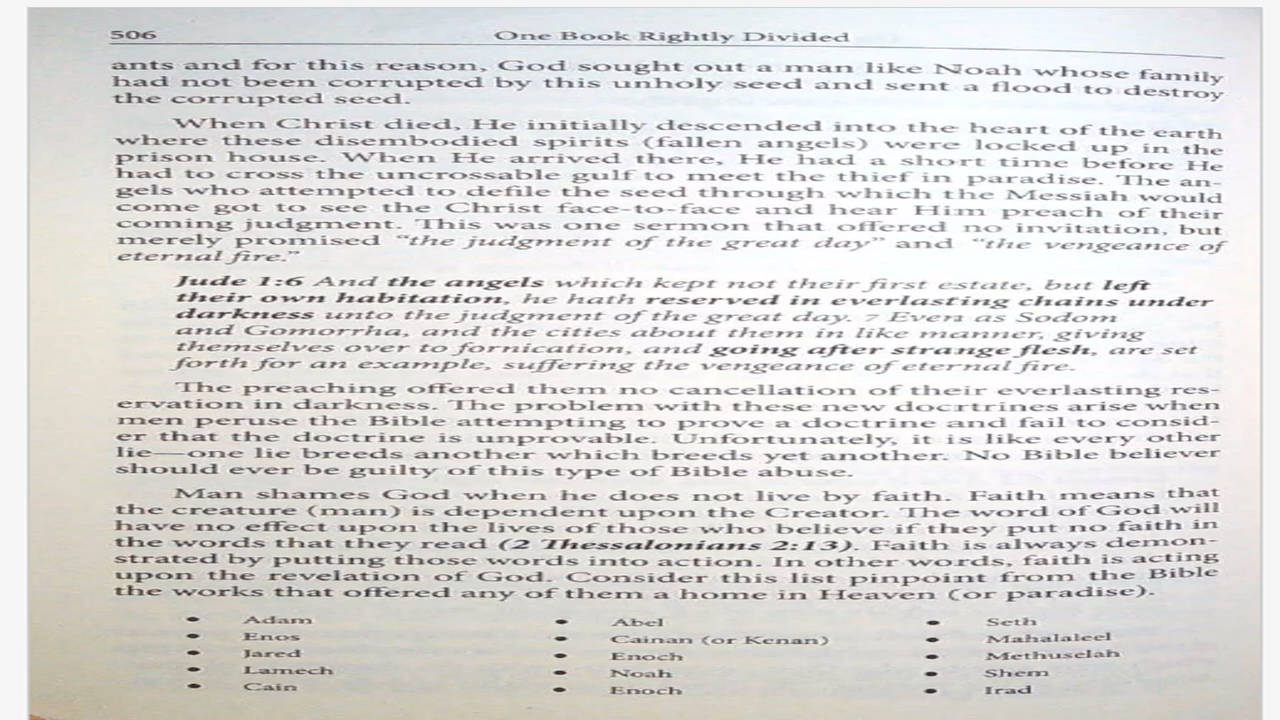 506 One Book Rightly Divided
ants and for this reason, God sought out a man like Noah whose family
had not been corrupted by this unholy seed and sent a flood to destroy
the corrupted seed.
When Christ died, He initially descended into the heart of the earth
where these disembodied spirits (fallen angels) were locked up in the
prison house. When He arrived there, He had a short time before He
had to cross the uncrossable gulf to meet the thief in paradise. The an-
gels who attempted to defile the seed through which the Messiah would
come got to see the Christ face-to-face and hear Him preach of their
coming judgment. This was one sermon that offered no invitation, but
merely promised “the judgment of the great day” and “the vengeance of
eternal fire.”
Jude 1:6 And the angels which kept not their first estate, but left
their own habitation, he hath reserved in everlasting chains under
darkness unto the judgment of the great day. 7 Even as Sodom
and Gomorrha, and the cities about them in like manner, giving
themselves over to fornication, and going after strange flesh, are set
forth for an example, suffering the vengeance of eternal fire.
The preaching offered them no cancellation of their everlasting res-
ervation in darkness. The problem with these new docrtrines arise when
men peruse the Bible attempting to prove a doctrine and fail to consid-
er that the doctrine is unprovable. Unfortunately, it is like every other
lie—one lie breeds another which breeds yet another. No Bible believer
should ever be guilty of this type of Bible abuse.
Man shames God when he does not live by faith. Faith means that
the creature (man) is dependent upon the Creator. The word of God will
have no effect upon the lives of those who believe if they put no faith in
the words that they read (2 Thessalonians 2:13). Faith is always demon-
strated by putting those words into action. In other words, faith is acting
upon the revelation of God. Consider this list pinpoint from the Bible
the works that offered any of them a home in Heaven (or paradise).
• Adam • Abel • Seth
• Enos • Cainan (or Kenan) • Mahalaleel
• Jared • Enoch • Methuselah
• Lamech • Noah • Shem
• Cain • Enoch • Irad